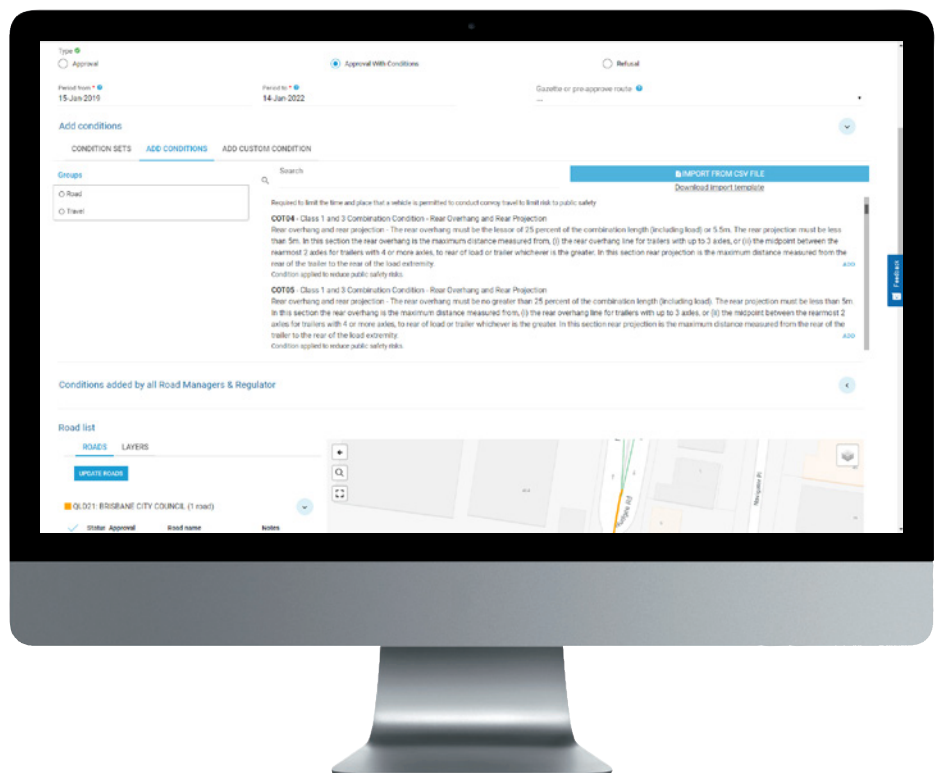 Type
Approval
Approval With Conditions
Refusal
Period from *
Period to *
Gazette or pre-approve route
15-Jan-2019
14-Jan-2022
Add conditions
CONDITION SETS
ADD CONDITIONS
ADD CUSTOM CONDITION
Groups
Search
IMPORT FROM CSV FILE
Download import template
Road
Travel
Required to limit the time and place that a vehicle is permitted to conduct convoy travel to limit risk to public safety
COT04 - Class 1 and 3 Combination Condition - Rear Overhang and Rear Projection
Rear overhang and rear projection - The rear overhang must be the lessor of 25 percent of the combination length (including load) or 5.5m. The rear projection must be less
than 5m. In this section the rear overhang is the maximum distance measured from, (i) the rear overhang line for trailers with up to 3 axles, or (ii) the midpoint between the
rearmost 2 axles for trailers with 4 or more axles, to rear of load or trailer whichever is the greater. In this section rear projection is the maximum distance measured from the
rear of the trailer to the rear of the load extremity.
ADD
Condition applied to reduce public safety risks.
COT05 - Class 1 and 3 Combination Condition - Rear Overhang and Rear Projection
Rear overhang and rear projection - The rear overhang must be no greater than 25 percent of the combination length (including load). The rear projection must be less than 5m.
In this section the rear overhang is the maximum distance measured from, (i) the rear overhang line for trailers with up to 3 axles, or (ii) the midpoint between the rearmost 2
axles for trailers with 4 or more axles, to rear of load or trailer whichever is the greater. In this section rear projection is the maximum distance measured from the rear of the
trailer to the rear of the load extremity.
ADD
Condition applied to reduce public safety risks.
Feedback
Conditions added by all Road Managers & Regulator
Road list
ROADS
LAYERS
UPDATE ROADS
QLD21: BRISBANE CITY COUNCIL (1 road)
Status
Approval
Road name
Notes